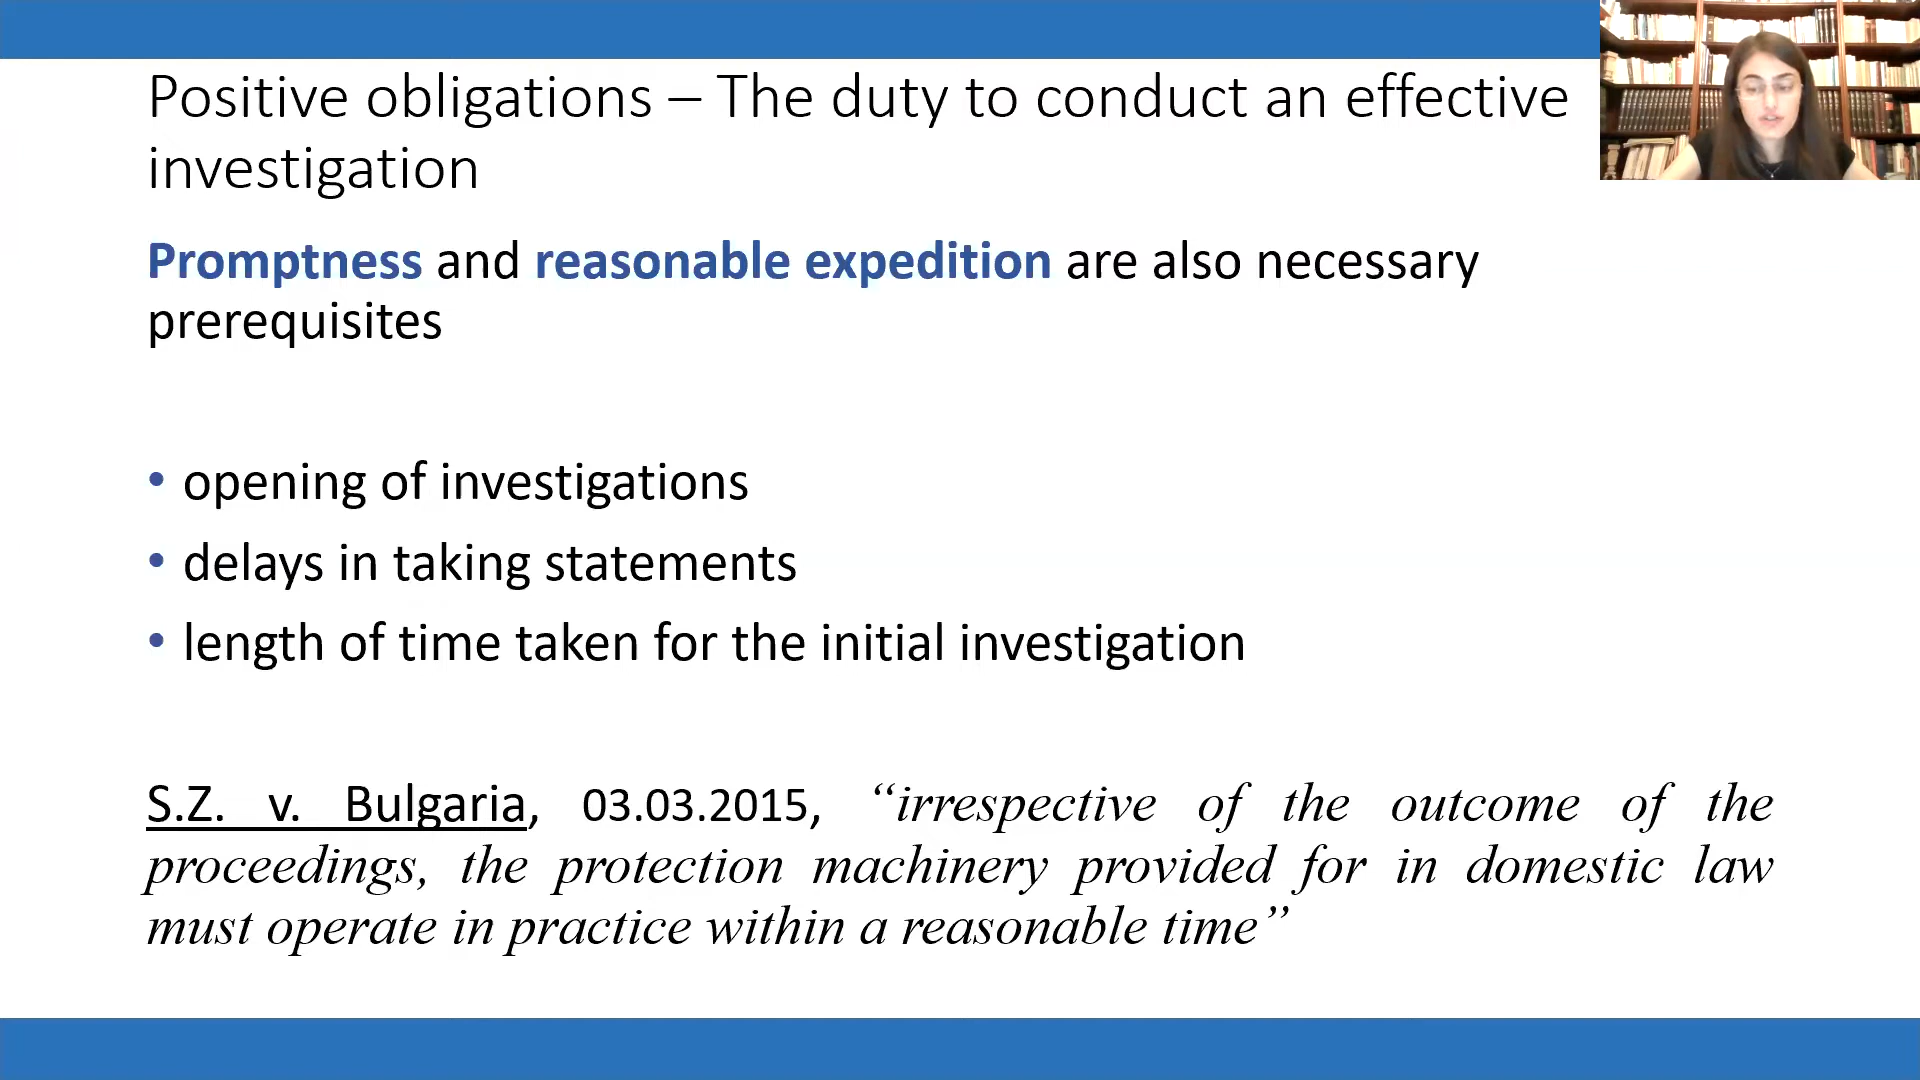 Positive obligations – The duty to conduct an effective
investigation
Promptness and reasonable expedition are also necessary
prerequisites
• opening of investigations
• delays in taking statements
• length of time taken for the initial investigation
S.Z. v. Bulgaria, 03.03.2015, “irrespective of the outcome of the
proceedings, the protection machinery provided for in domestic law
must operate in practice within a reasonable time”